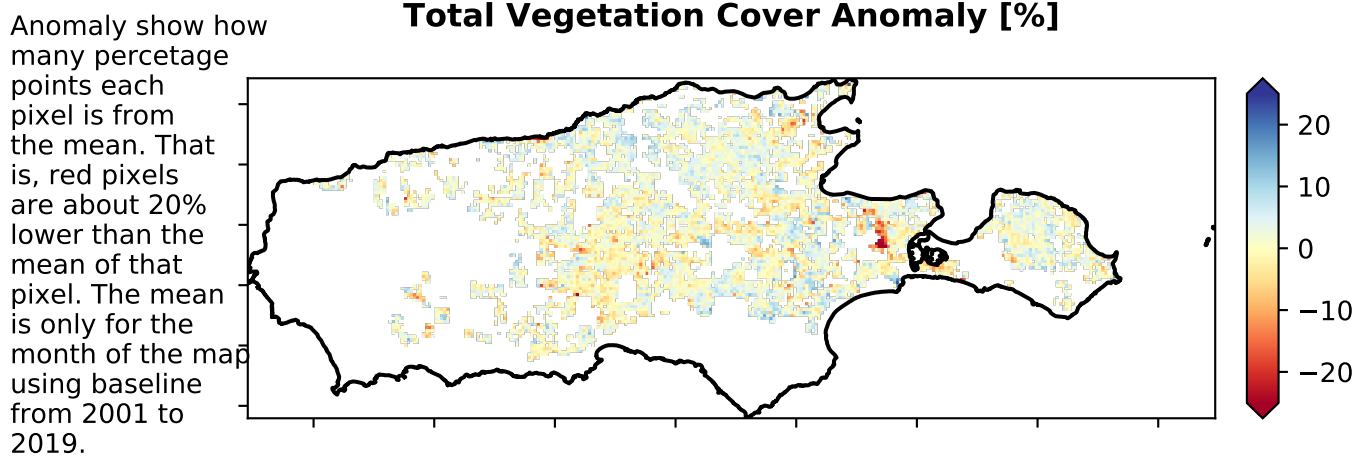 Total Vegetation Cover Anomaly [%]
Anomaly show how
many percetage
points each
pixel is from
the mean. That
is, red pixels
are about 20%
lower than the
mean of that
pixel. The mean
is only for the
month of the map
using baseline
from 2001 to
2019.
20
10
0
−10
−20